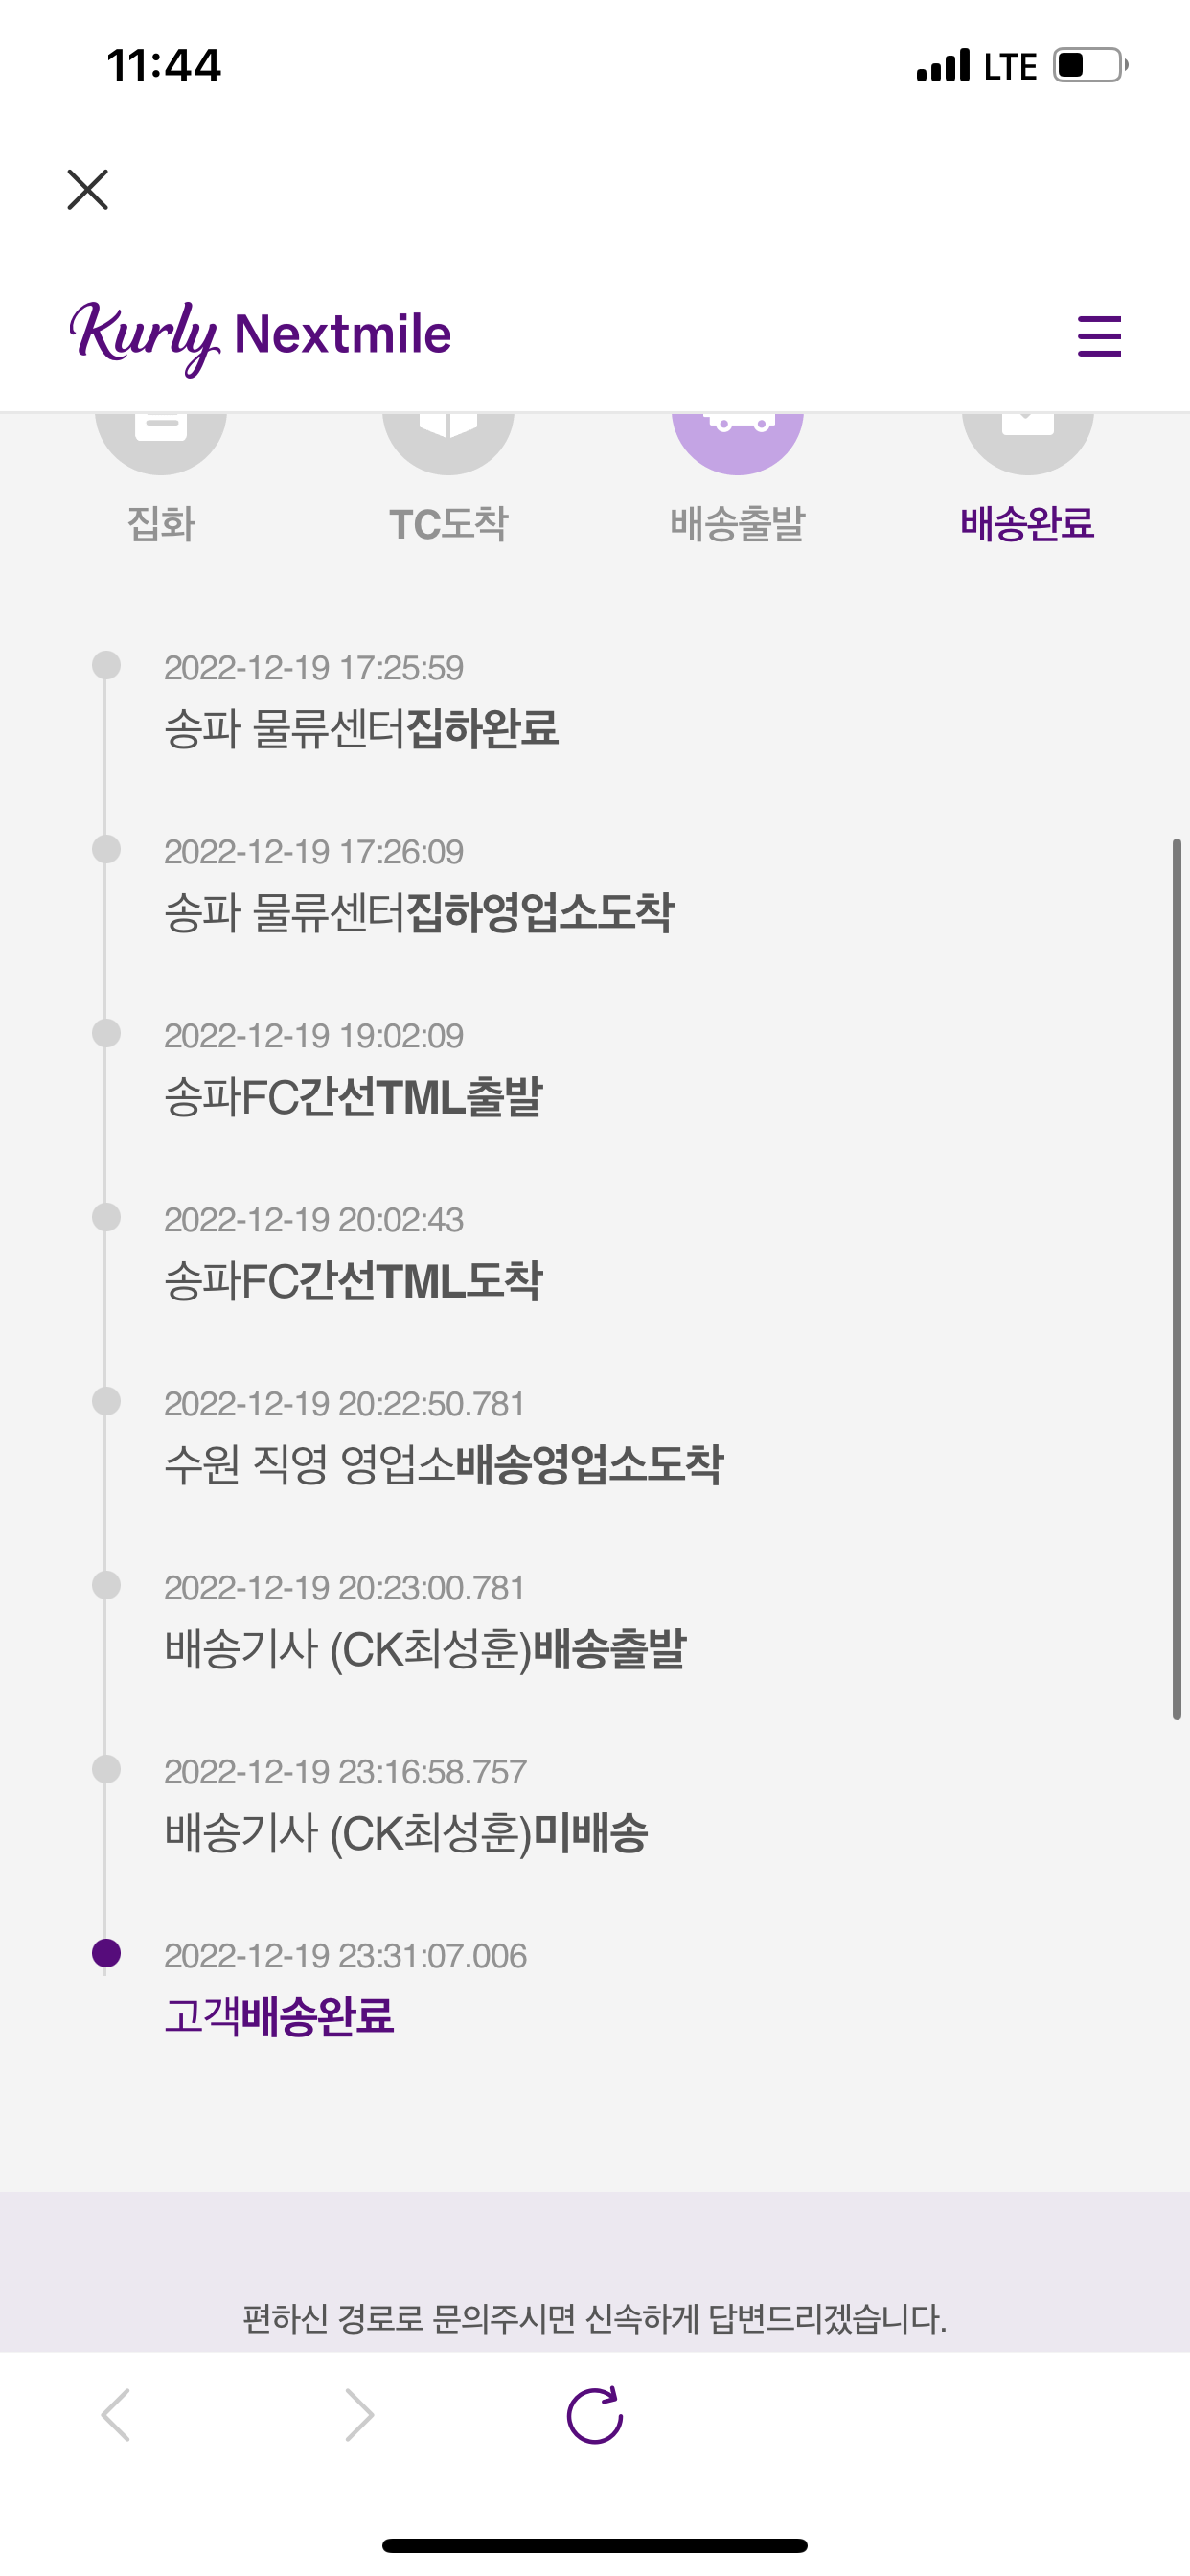 11:44
LTE
Kurly Nextmile
집화
TC도착
배송출발
배송완료
2022-12-19 17:25:59
송파 물류센터집하완료
2022-12-19 17:26:09
송파 물류센터집하영업소도착
2022-12-19 19:02:09
송파FC간선TML출발
2022-12-19 20:02:43
송파FC간선TML도착
2022-12-19 20:22:50.781
수원 직영 영업소배송영업소도착
2022-12-19 20:23:00.781
배송기사 (CK최성훈)배송출발
2022-12-19 23:16:58.757
배송기사 (CK최성훈)미배송
2022-12-19 23:31:07.006
고객배송완료
편하신 경로로 문의주시면 신속하게 답변드리겠습니다.